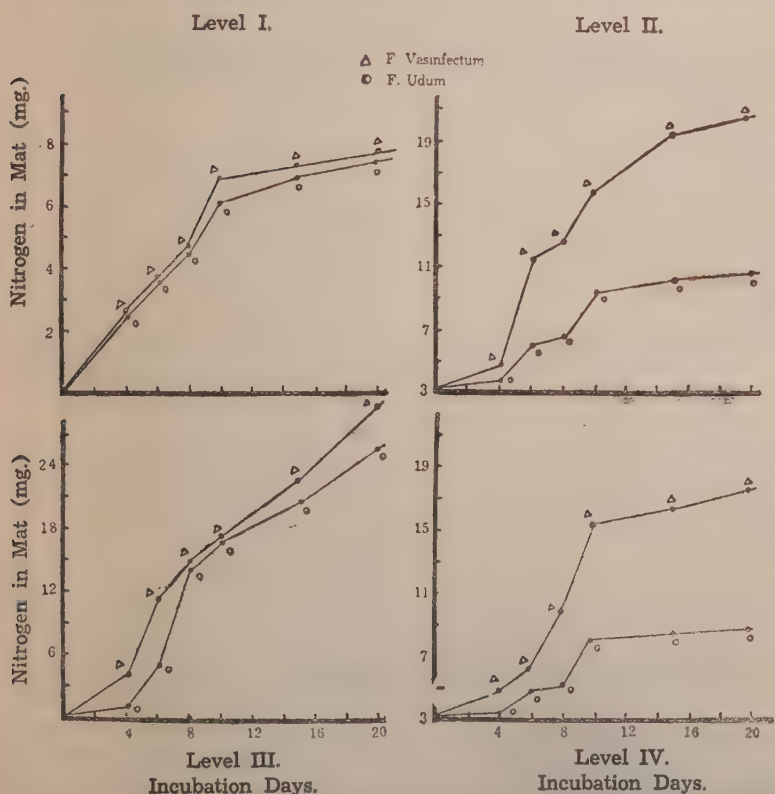 Level I.
Level II.
△ F Vasinfectum
○ F. Udum
Nitrogen in Mat (mg.)
8
6
4
2
19
15
11
7
3
Nitrogen in Mat (mg.)
24
18
12
6
4
8
12
16
20
Level III.
Incubation Days.
19
15
11
7
3
4
8
12
16
20
Level IV.
Incubation Days.